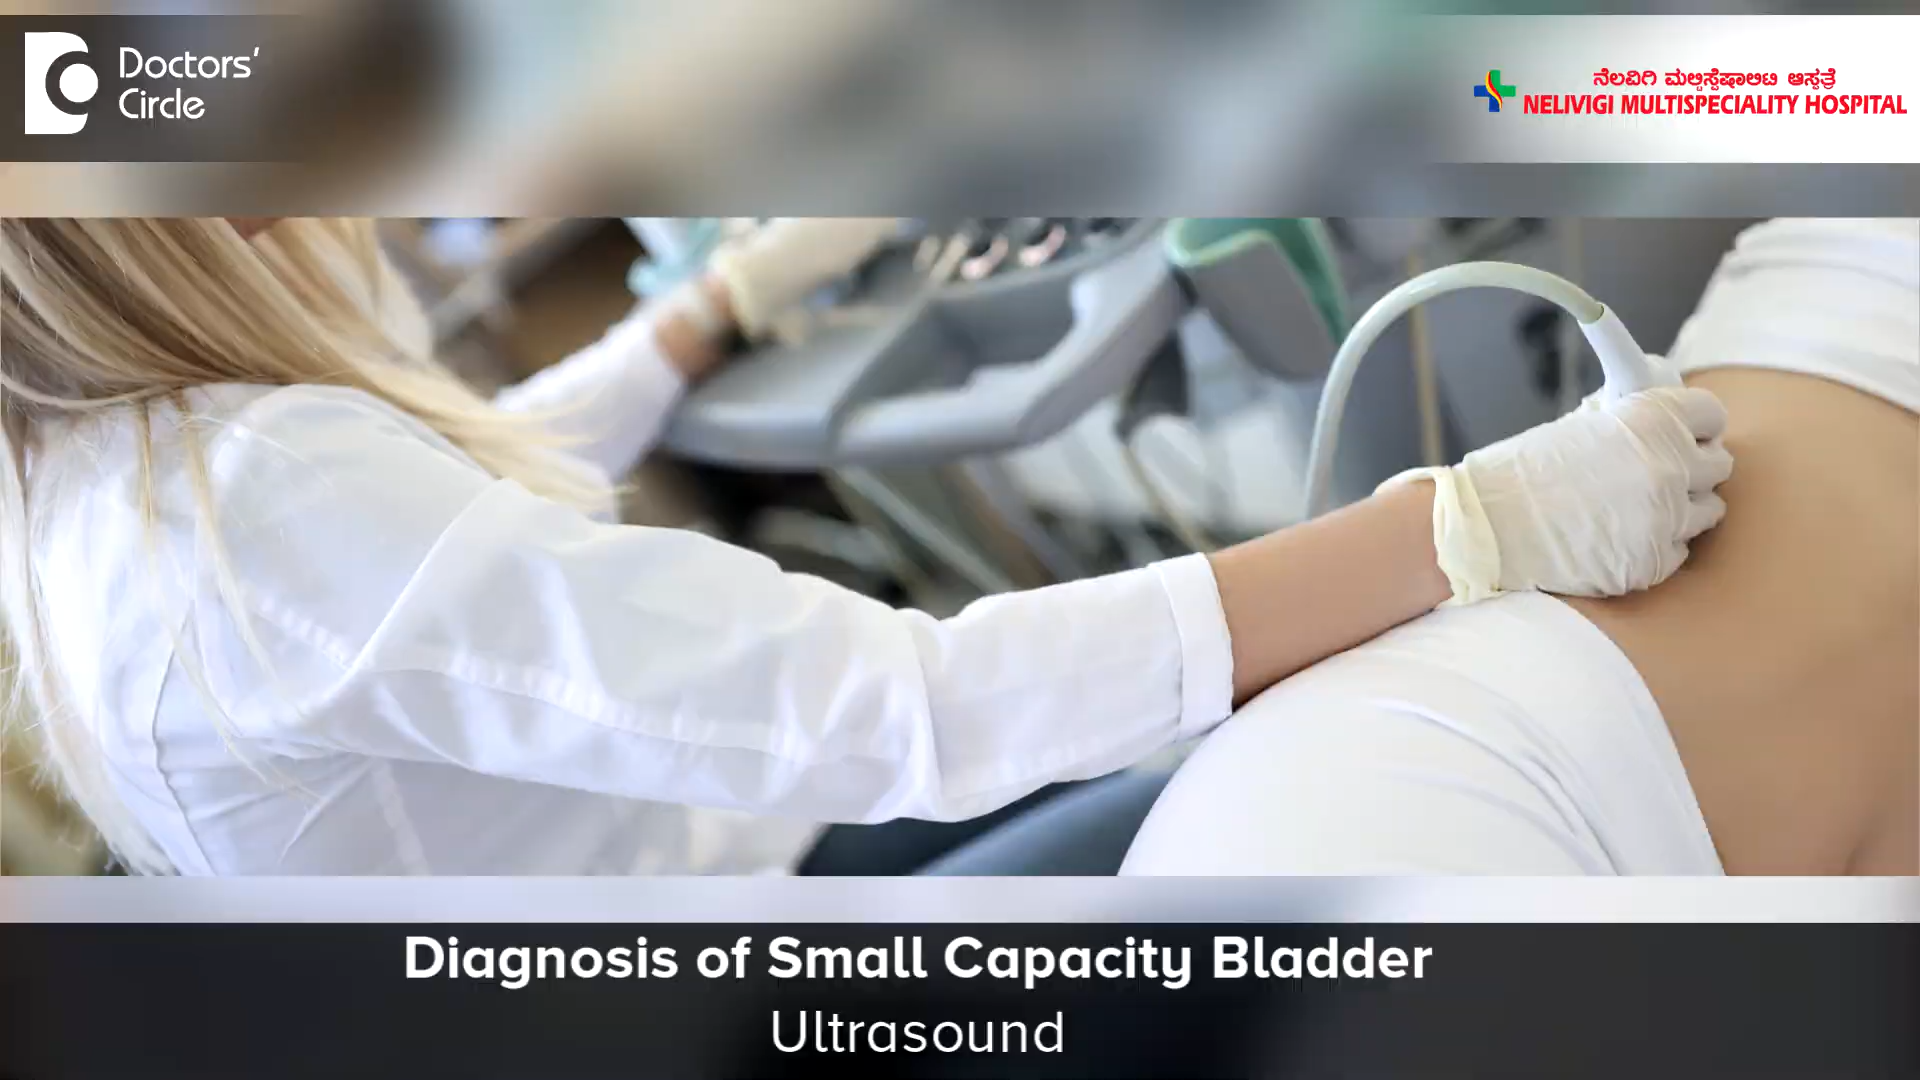 Doctors'
Circle
ನೆಲವಿಗಿ ಮಲ್ಟಿಸ್ಪೆಷಾಲಿಟಿ ಆಸ್ಪತ್ರೆ
NELIVIGI MULTISPECIALITY HOSPITAL
Diagnosis of Small Capacity Bladder
Ultrasound